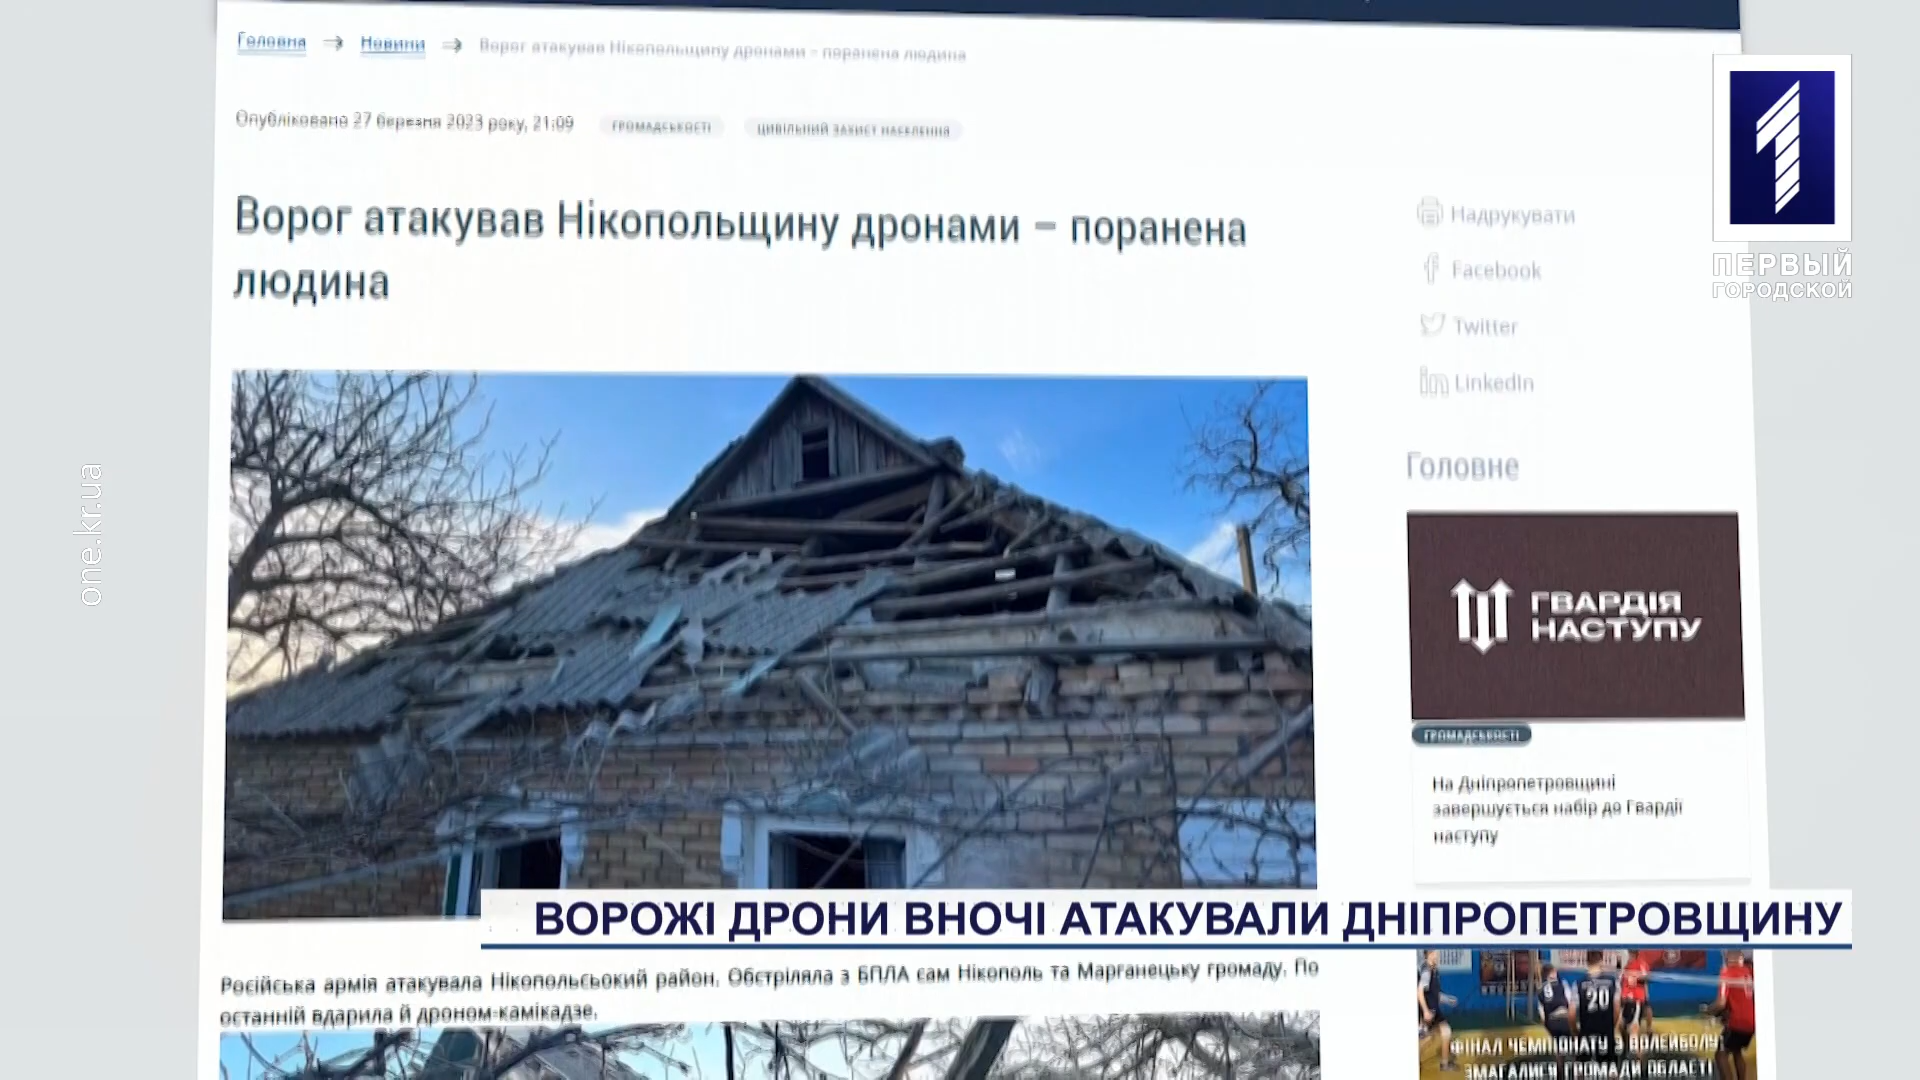 Головна → Новини → Ворог атакував Нікопольщину дронами – поранена людина
Опубліковано 27 березня 2023 року, 21:09 ГРОМАДСЬКОСТІ ЦИВІЛЬНИЙ ЗАХИСТ НАСЕЛЕННЯ
Ворог атакував Нікопольщину дронами – поранена
людина
Надрукувати
Facebook
Twitter
LinkedIn
Головне
ГВАРДІЯ
НАСТУПУ
ГРОМАДСЬКОСТІ
На Дніпропетровщині
завершується набір до Гвардії
наступу
ПЕРВЫЙ
ГОРОДСКОЙ
one.kr.ua
ВОРОЖІ ДРОНИ ВНОЧІ АТАКУВАЛИ ДНІПРОПЕТРОВЩИНУ
Російська армія атакувала Нікопольський район. Обстріляла з БПЛА сам Нікополь та Марганецьку громаду. По
останній вдарила й дроном-камікадзе.
20
ФІНАЛ ЧЕМПІОНАТУ З ВОЛЕЙБОЛУ:
ЗМАГАЛИСЯ ГРОМАДИ ОБЛАСТІ